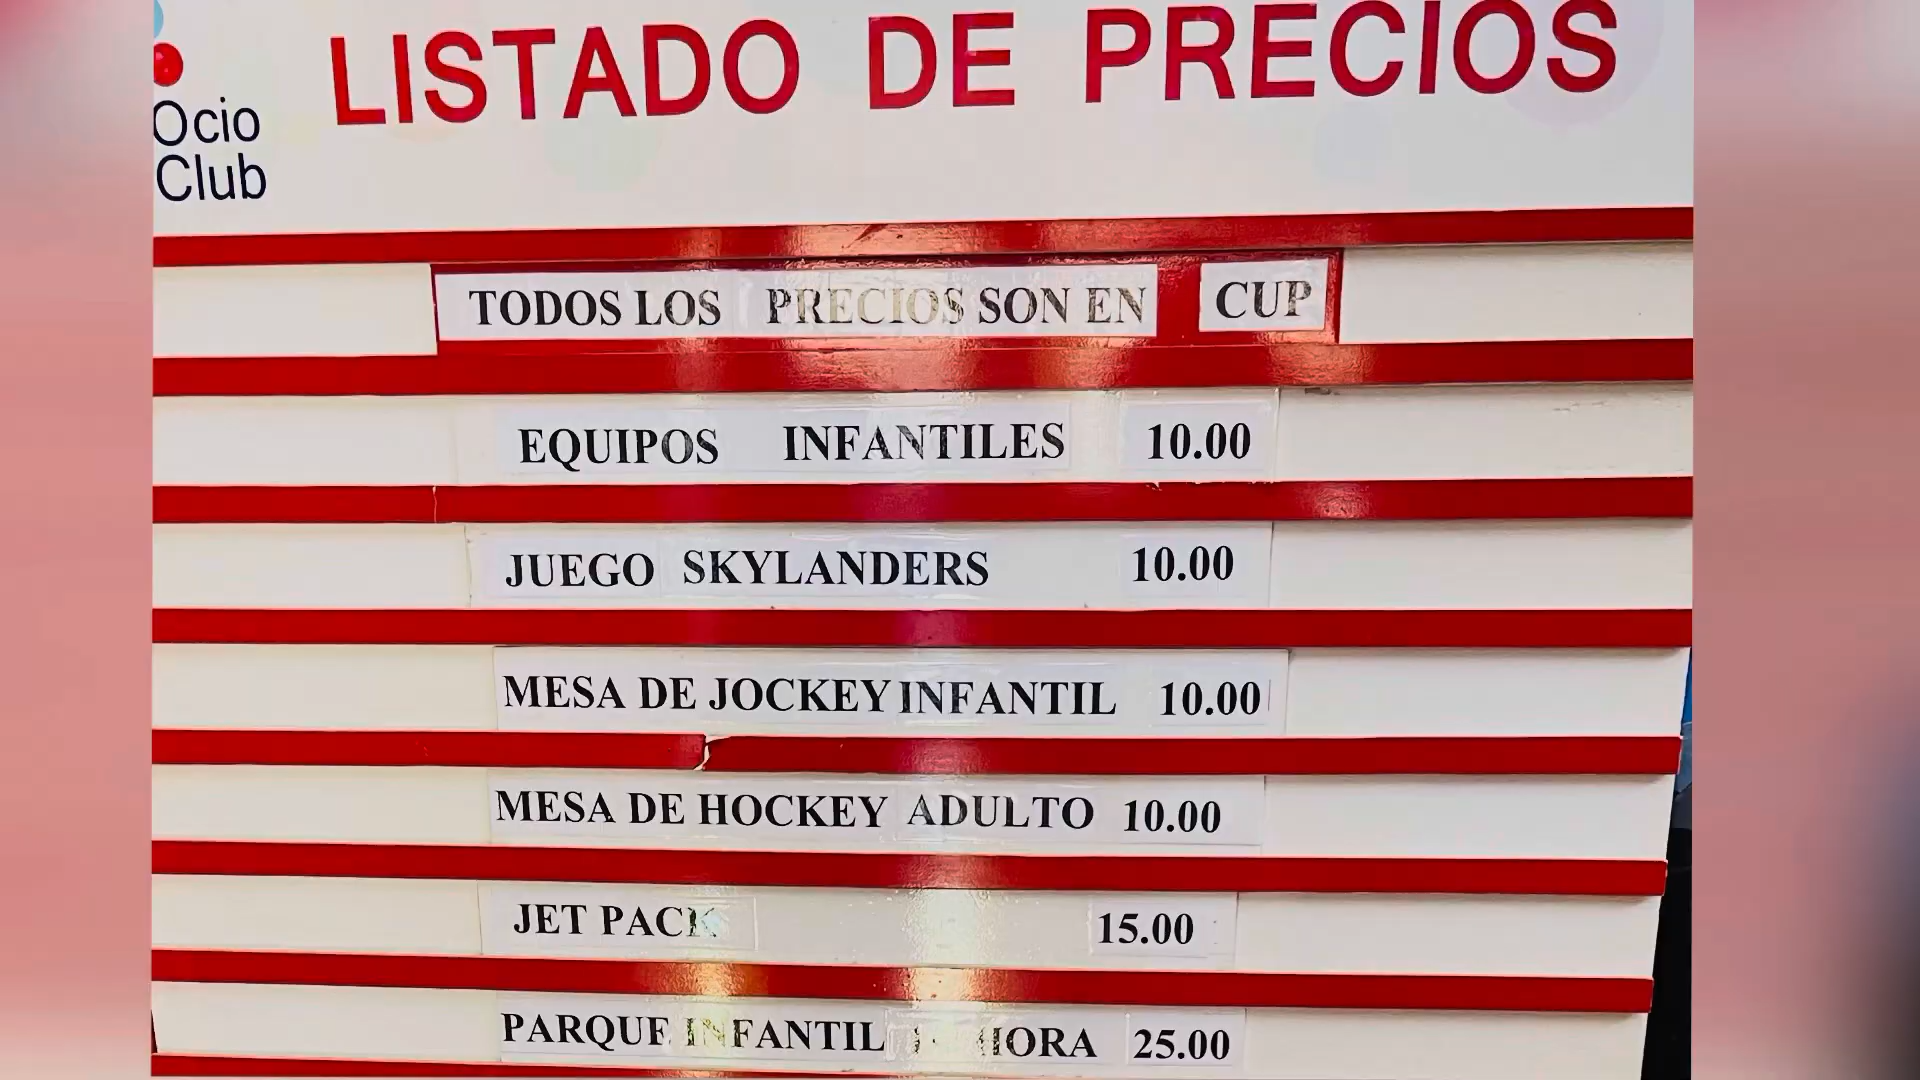 LISTADO DE PRECIOS
Ocio
Club
TODOS LOS PRECIOS SON EN CUP
EQUIPOS INFANTILES 10.00
JUEGO SKYLANDERS 10.00
MESA DE JOCKEY INFANTIL 10.00
MESA DE HOCKEY ADULTO 10.00
JET PACK 15.00
PARQUE INFANTIL HORA 25.00